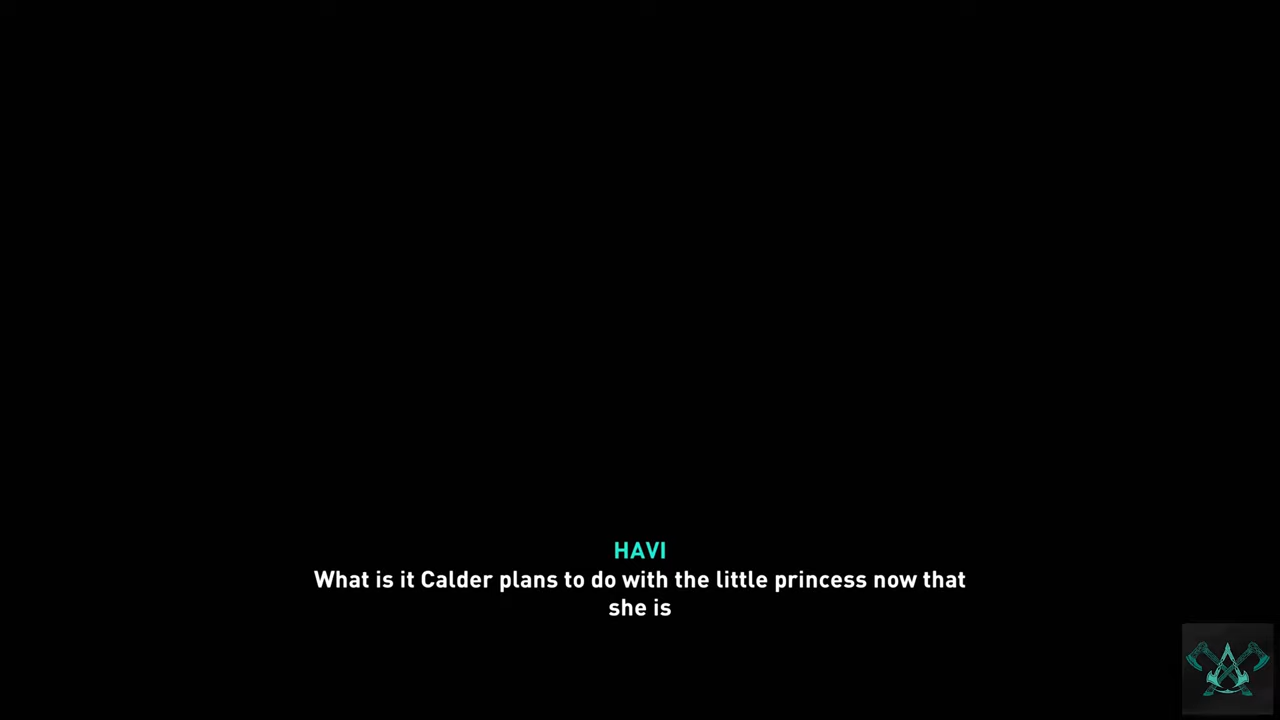 HAVI
What is it Calder plans to do with the little princess now that
she is